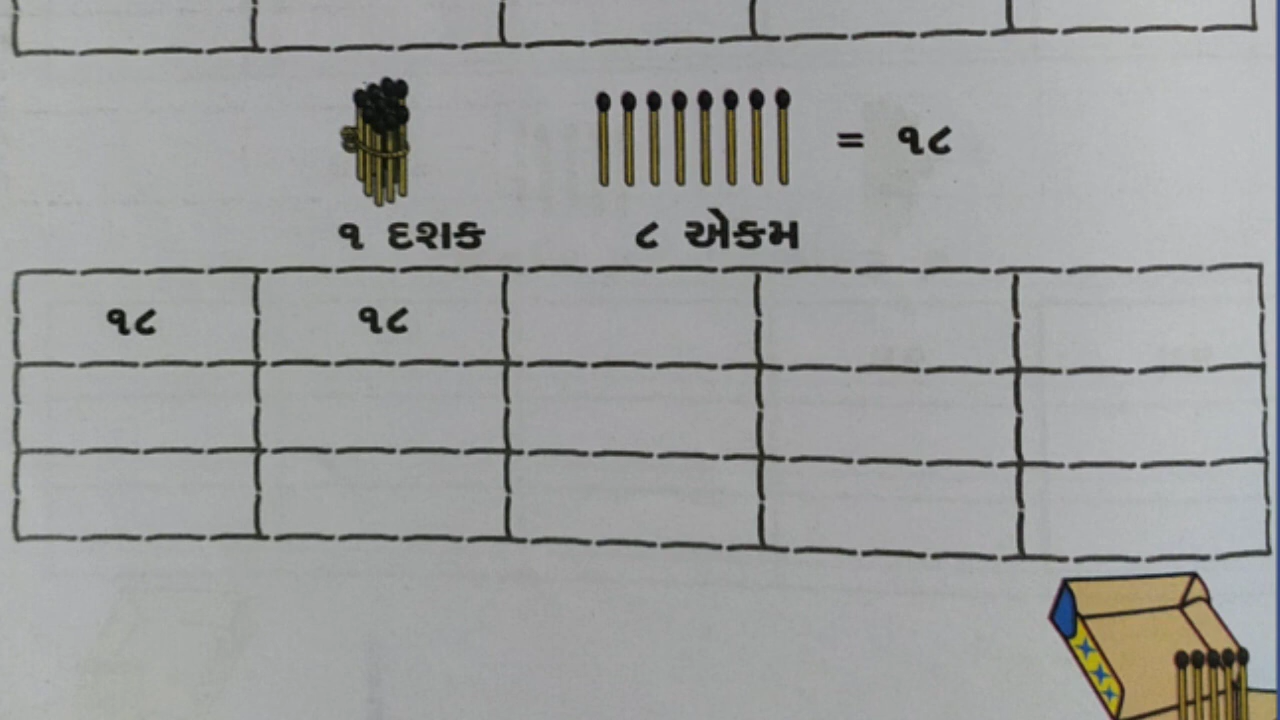 = ૧૮
૧ દશક ૮ એકમ
૧૮ ૧૮